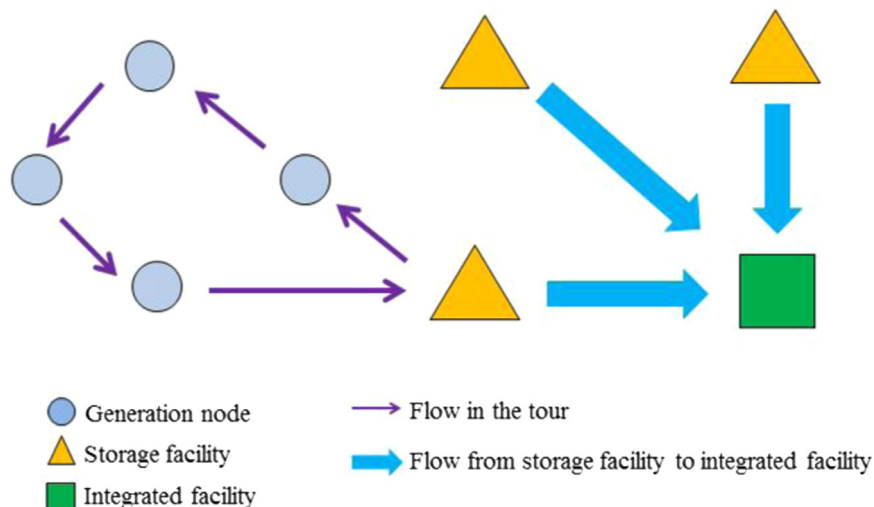 Generation node
Storage facility
Integrated facility
Flow in the tour
Flow from storage facility to integrated facility